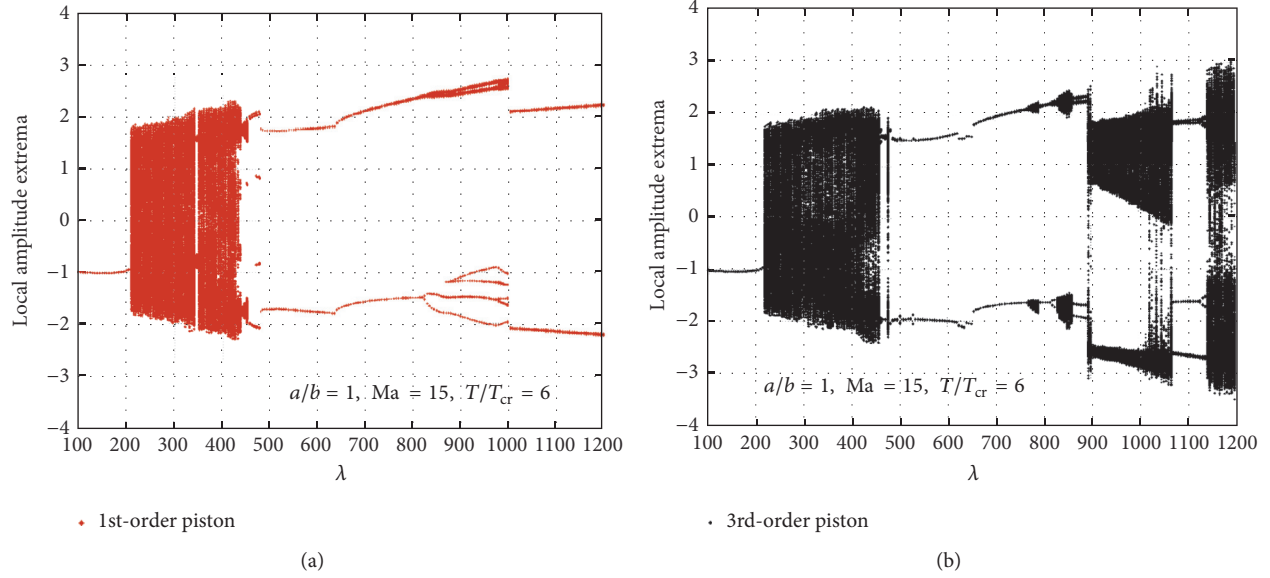 4
3
2
1
0
−1
−2
−3
−4
Local amplitude extrema
a/b = 1, Ma = 15, T/T_cr = 6
100 200 300 400 500 600 700 800 900 1000 1200
λ
1st-order piston
(a)
4
3
2
1
0
−1
−2
−3
−4
Local amplitude extrema
a/b = 1, Ma = 15, T/T_cr = 6
100 200 300 400 500 600 700 800 900 1000 1100 1200
λ
3rd-order piston
(b)